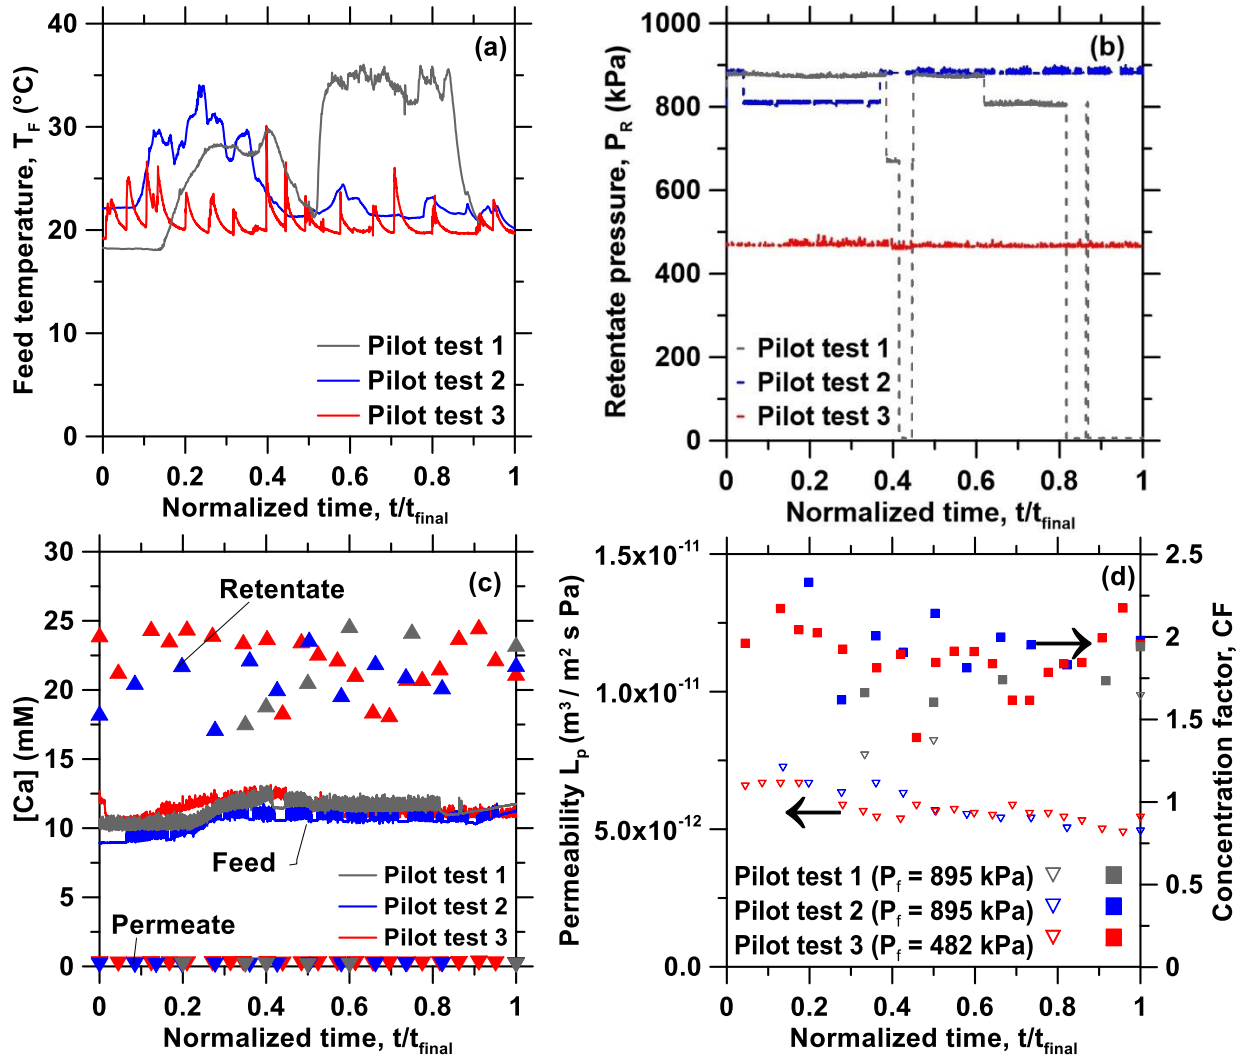 (a)
Feed temperature, T_F (°C)
40
30
20
10
0
Pilot test 1
Pilot test 2
Pilot test 3
0 0.2 0.4 0.6 0.8 1
Normalized time, t/t_final
(b)
Retentate pressure, P_R (kPa)
1000
800
600
400
200
0
Pilot test 1
Pilot test 2
Pilot test 3
0 0.2 0.4 0.6 0.8 1
Normalized time, t/t_final
(c)
[Ca] (mM)
30
25
20
15
10
5
0
Retentate
Feed
Permeate
Pilot test 1
Pilot test 2
Pilot test 3
0 0.2 0.4 0.6 0.8 1
Normalized time, t/t_final
(d)
Permeability L_p (m³ / m² s Pa)
1.5x10⁻¹¹
1.0x10⁻¹¹
5.0x10⁻¹²
0.0
Pilot test 1 (P_f = 895 kPa)
Pilot test 2 (P_f = 895 kPa)
Pilot test 3 (P_f = 482 kPa)
2.5
2
1.5
1
0.5
0
Concentration factor, CF
0 0.2 0.4 0.6 0.8 1
Normalized time, t/t_final